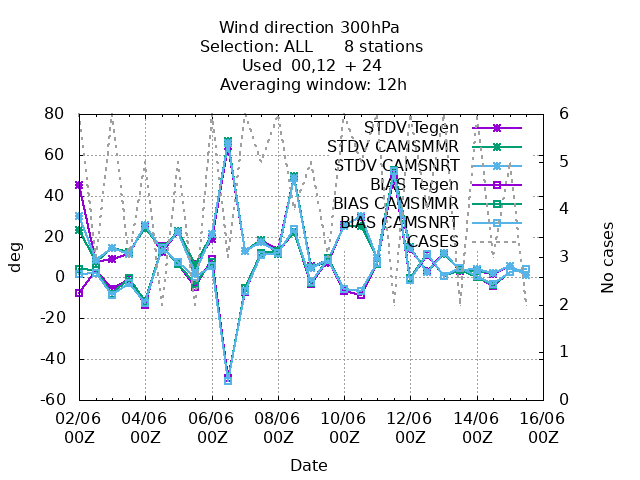 Wind direction 300hPa
Selection: ALL 8 stations
Used 00,12 + 24
Averaging window: 12h
STDV Tegen
STDV CAMSMMR
STDV CAMSNRT
BIAS Tegen
BIAS CAMSMMR
BIAS CAMSNRT
CASES
80
60
40
20
0
-20
-40
-60
deg
6
5
4
3
2
1
0
No cases
02/06 04/06 06/06 08/06 10/06 12/06 14/06 16/06
00Z 00Z 00Z 00Z 00Z 00Z 00Z 00Z
Date